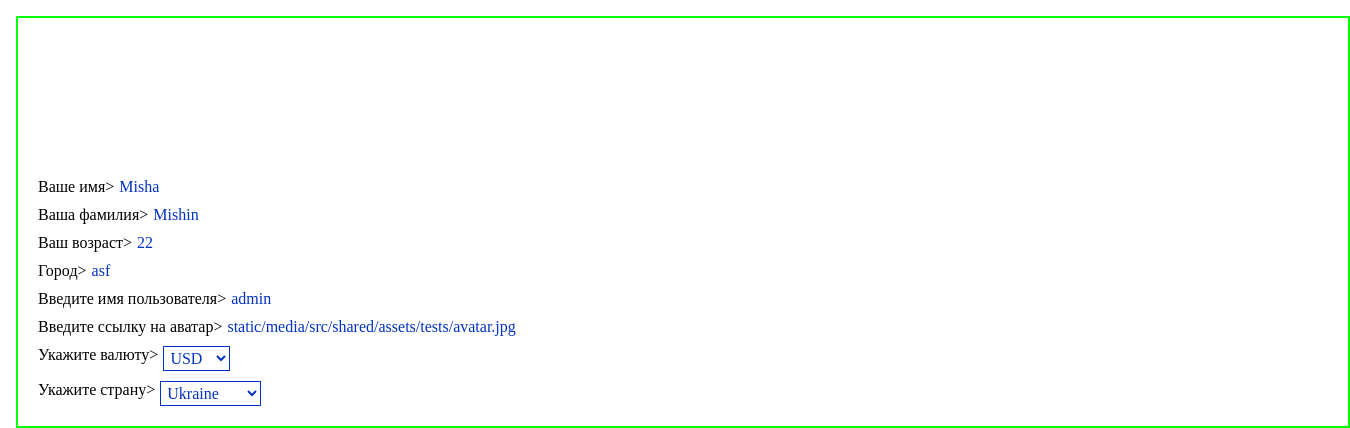 Ваше имя> Misha
Ваша фамилия> Mishin
Ваш возраст> 22
Город> asf
Введите имя пользователя> admin
Введите ссылку на аватар> static/media/src/shared/assets/tests/avatar.jpg
Укажите валюту> USD
Укажите страну> Ukraine